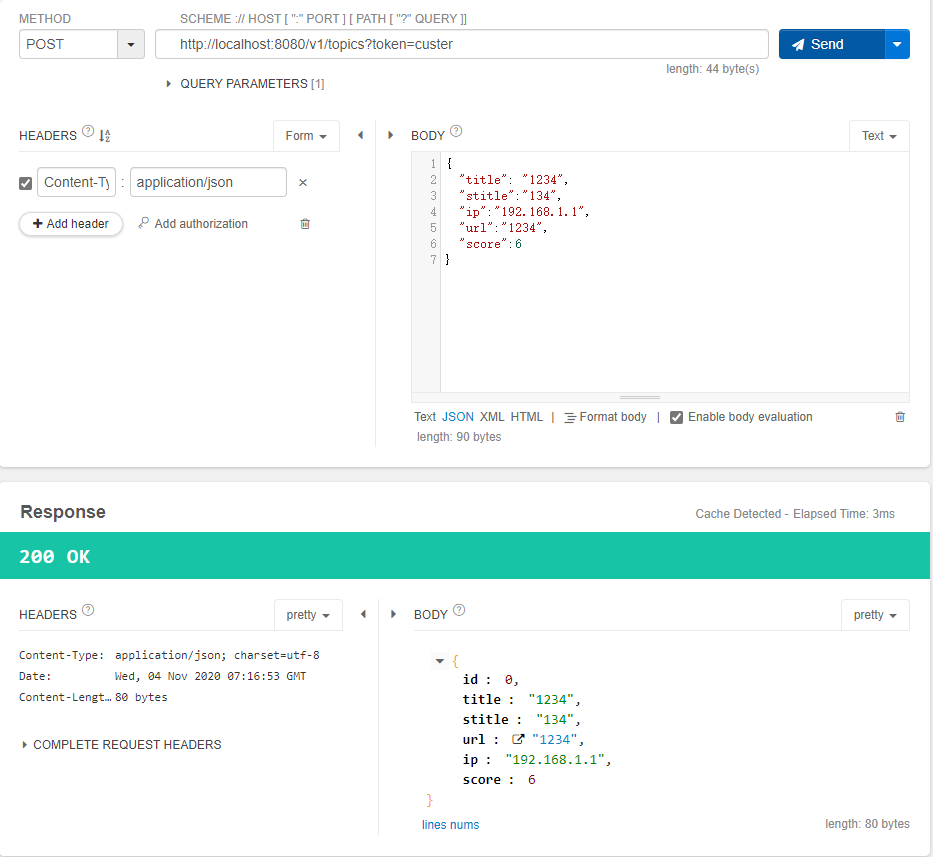 METHOD
SCHEME :// HOST [ ":" PORT ] [ PATH [ "?" QUERY ]]
POST
http://localhost:8080/v1/topics?token=custer
Send
length: 44 byte(s)
QUERY PARAMETERS [1]
HEADERS ?
Form
BODY ?
Text
Content-Ty : application/json ×
+ Add header
Add authorization
1 {
2 "title": "1234",
3 "stitle":"134",
4 "ip":"192.168.1.1",
5 "url":"1234",
6 "score":6
7 }
Text JSON XML HTML | Format body | Enable body evaluation
length: 90 bytes
Response
Cache Detected - Elapsed Time: 3ms
200 OK
HEADERS ?
pretty
BODY ?
pretty
Content-Type: application/json; charset=utf-8
Date: Wed, 04 Nov 2020 07:16:53 GMT
Content-Lengt… 80 bytes
COMPLETE REQUEST HEADERS
{
id : 0,
title : "1234",
stitle : "134",
url : "1234",
ip : "192.168.1.1",
score : 6
}
lines nums
length: 80 bytes